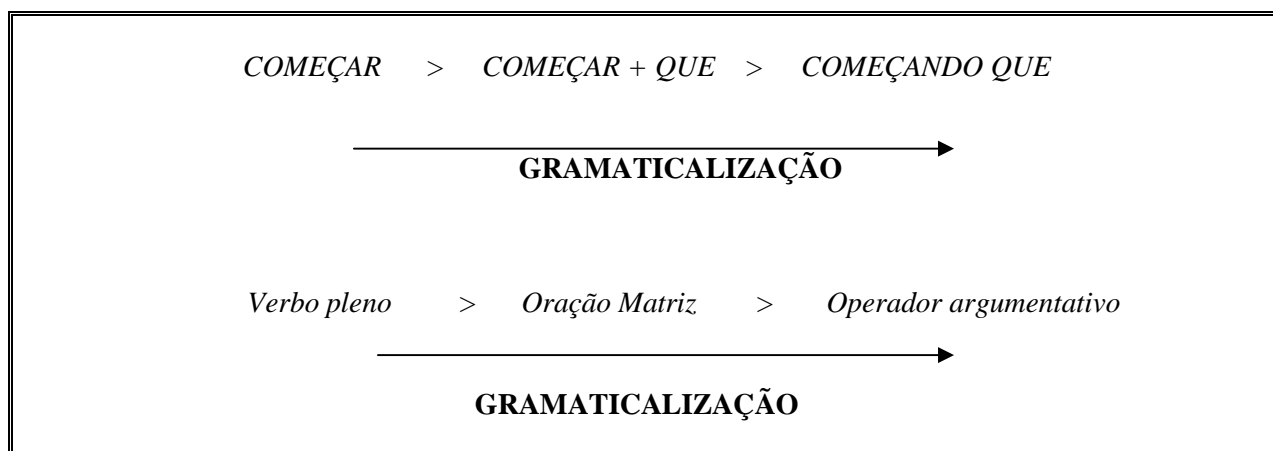 COMEÇAR > COMEÇAR + QUE > COMEÇANDO QUE
GRAMATICALIZAÇÃO
Verbo pleno > Oração Matriz > Operador argumentativo
GRAMATICALIZAÇÃO